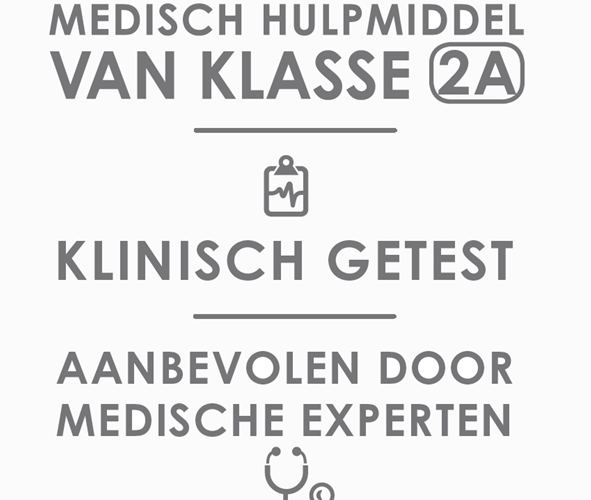 MEDISCH HULPMIDDEL
VAN KLASSE 2A
KLINISCH GETEST
AANBEVOLEN DOOR
MEDISCHE EXPERTEN